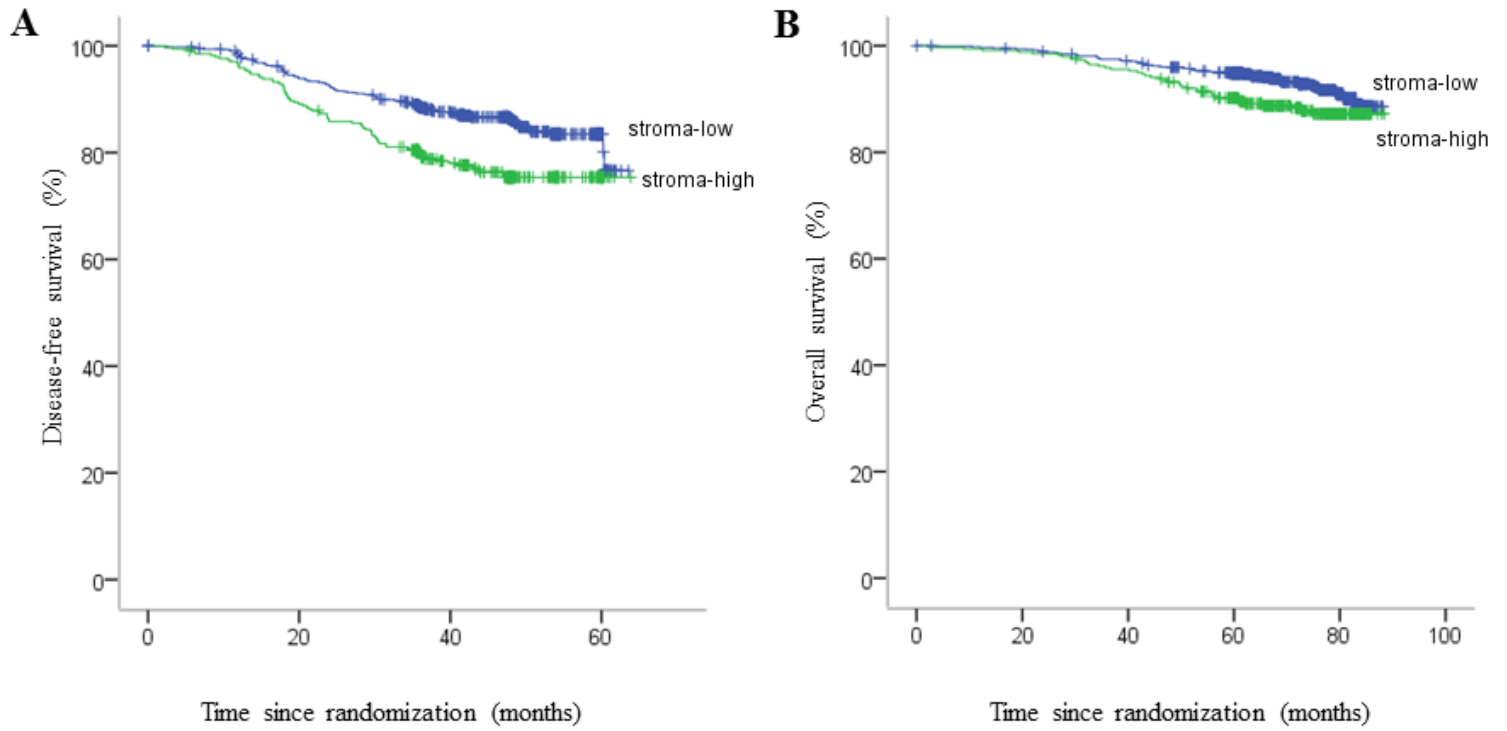 A
Disease-free survival (%)
100
80
60
40
20
0
stroma-low
stroma-high
0 20 40 60
Time since randomization (months)
B
Overall survival (%)
100
80
60
40
20
0
stroma-low
stroma-high
0 20 40 60 80 100
Time since randomization (months)